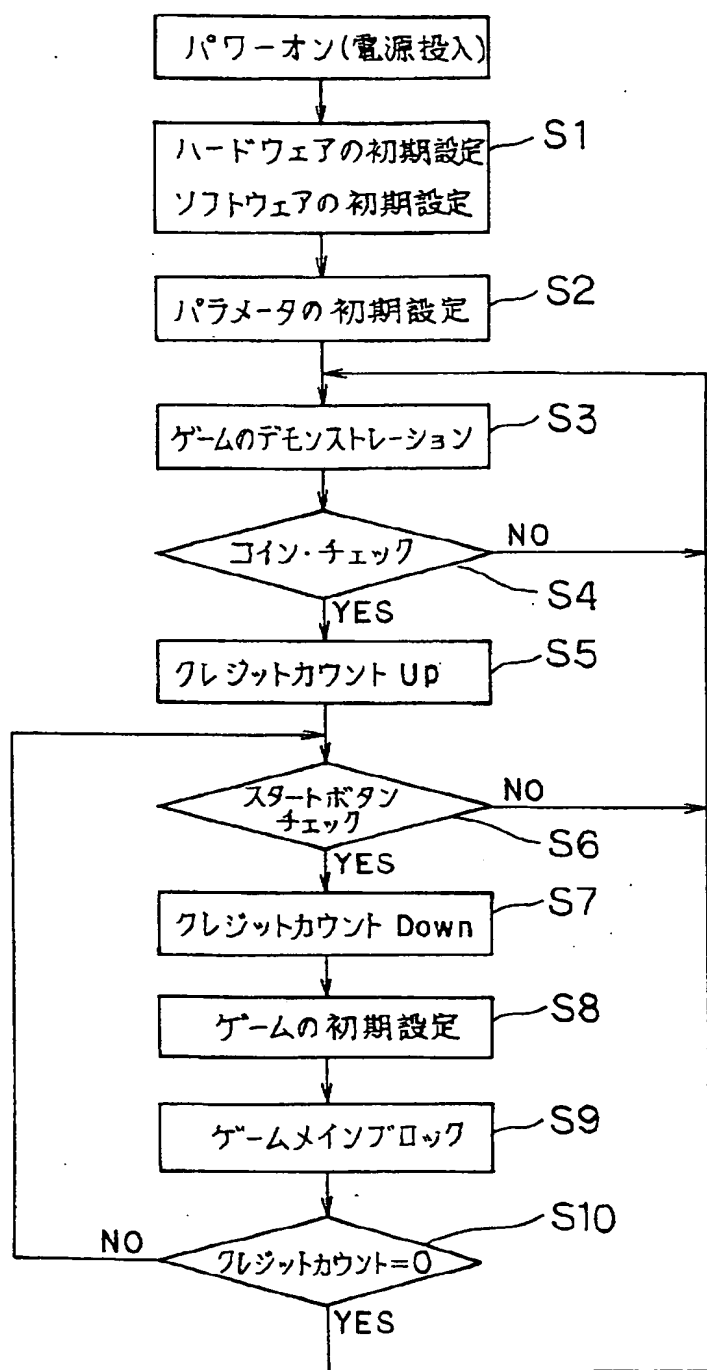 パワーオン(電源投入)
ハードウェアの初期設定
ソフトウェアの初期設定
S1
パラメータの初期設定
S2
ゲームのデモンストレーション
S3
コイン・チェック
NO
S4
YES
クレジットカウント Up
S5
スタートボタン
チェック
NO
S6
YES
クレジットカウント Down
S7
ゲームの初期設定
S8
ゲームメインブロック
S9
クレジットカウント=0
S10
NO
YES